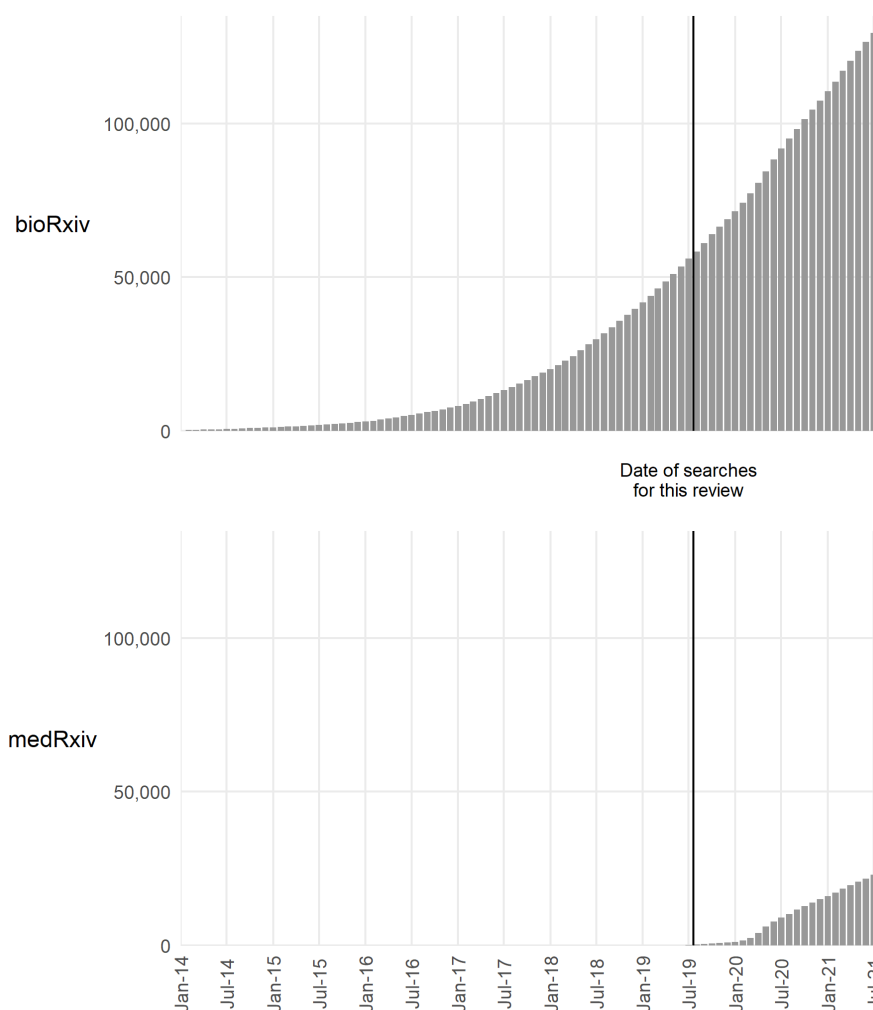 100,000
bioRxiv
50,000
0
Date of searches
for this review
100,000
medRxiv
50,000
0
Jan-14
Jul-14
Jan-15
Jul-15
Jan-16
Jul-16
Jan-17
Jul-17
Jan-18
Jul-18
Jan-19
Jul-19
Jan-20
Jul-20
Jan-21